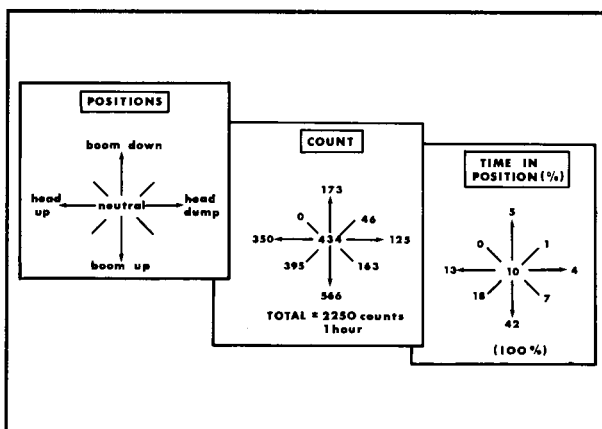 POSITIONS
boom down
head up
neutral
head dump
boom up
COUNT
173
0
46
350
434
125
395
163
566
TOTAL = 2250 counts
1 hour
TIME IN
POSITION (%)
5
0
1
13
10
4
18
7
42
(100%)